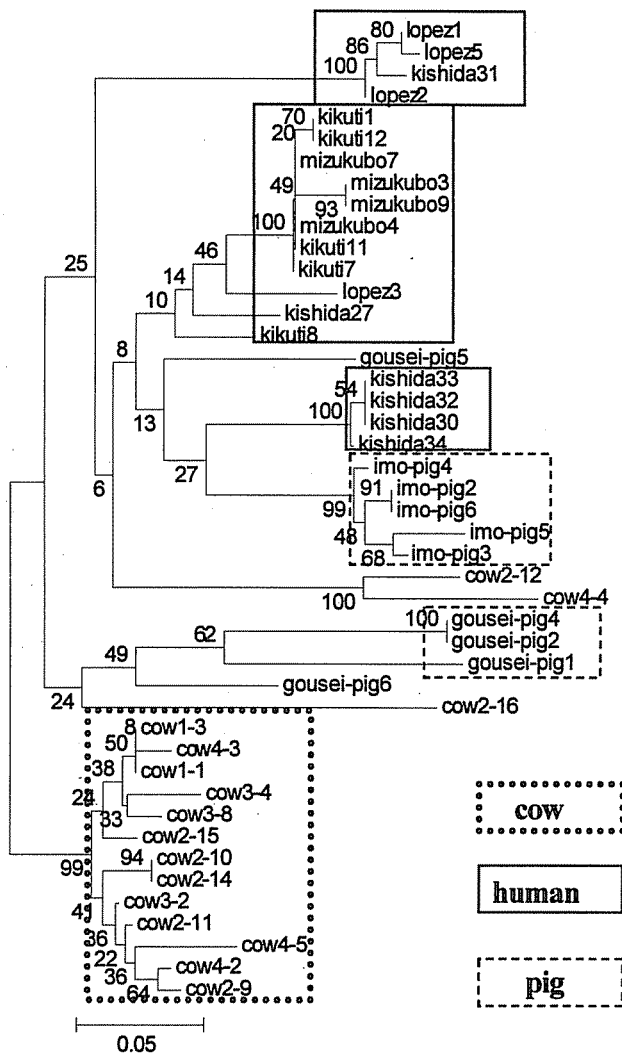 80
lopez1
86
lopez5
100
kishida31
lopez2
70
kikuti1
20
kikuti12
mizukubo7
49
mizukubo3
93
mizukubo9
100
mizukubo4
kikuti11
46
kikuti7
25
14
lopez3
10
kishida27
kikuti8
8
gousei-pig5
54
kishida33
kishida32
100
kishida30
13
kishida34
27
imo-pig4
6
91
imo-pig2
99
imo-pig6
48
imo-pig5
68
imo-pig3
cow2-12
100
cow4-4
100
gousei-pig4
62
gousei-pig2
49
gousei-pig1
gousei-pig6
24
cow2-16
8
cow1-3
50
cow4-3
38
cow1-1
24
cow3-4
33
cow3-8
cow2-15
99
94
cow2-10
cow2-14
41
cow3-2
36
cow2-11
22
cow4-5
36
cow4-2
64
cow2-9
0.05
cow
human
pig